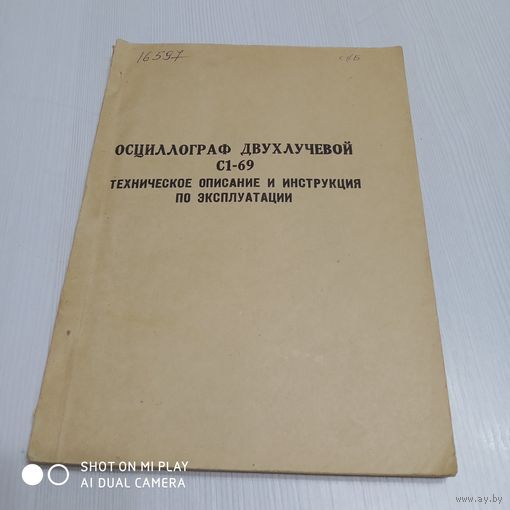 16597
ОСЦИЛЛОГРАФ ДВУХЛУЧЕВОЙ
С1-69
ТЕХНИЧЕСКОЕ ОПИСАНИЕ И ИНСТРУКЦИЯ
ПО ЭКСПЛУАТАЦИИ
SHOT ON MI PLAY
AI DUAL CAMERA
www.ay.by